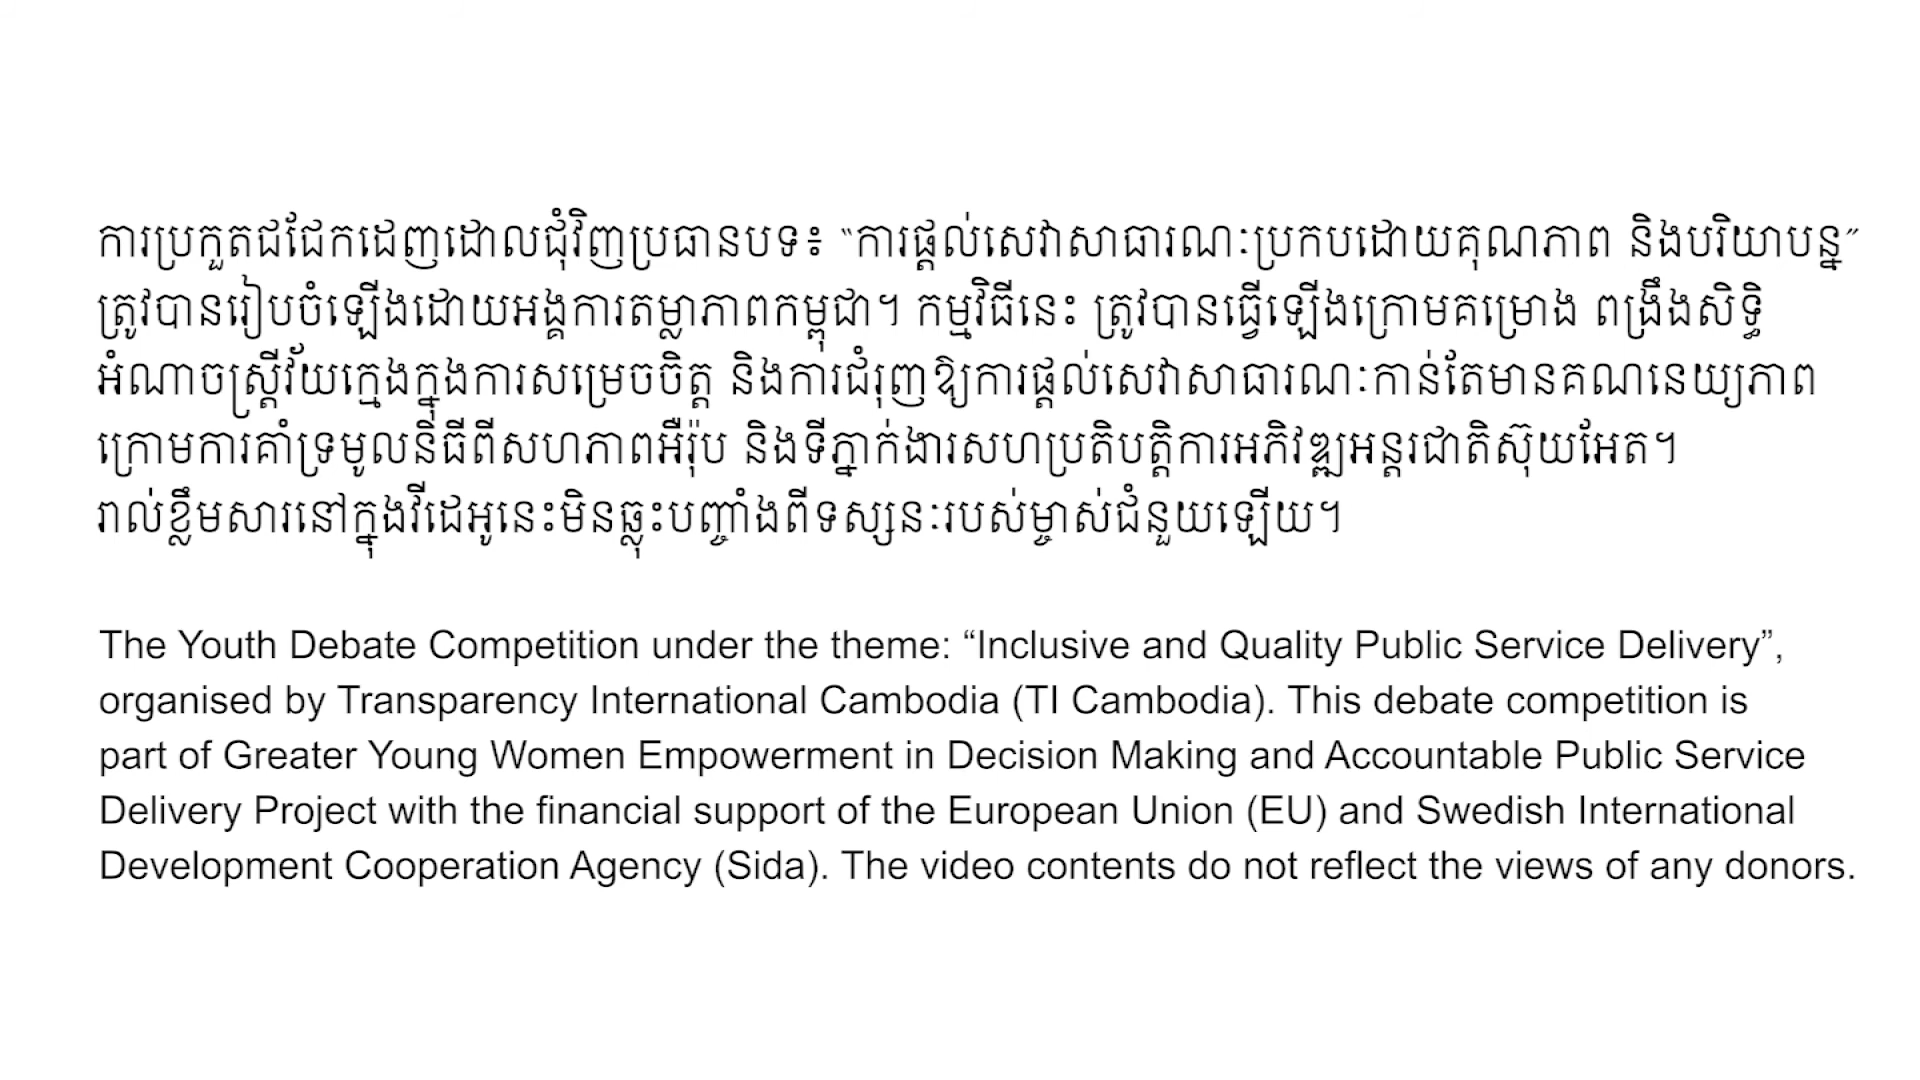 ការប្រកួតជជែកដេញដោលជុំវិញប្រធានបទ៖ “ការផ្តល់សេវាសាធារណៈប្រកបដោយគុណភាព និងបរិយាបន្ន”
ត្រូវបានរៀបចំឡើងដោយអង្គការតម្លាភាពកម្ពុជា។ កម្មវិធីនេះ ត្រូវបានធ្វើឡើងក្រោមគម្រោង ពង្រឹងសិទ្ធិ
អំណាចស្ត្រីវ័យក្មេងក្នុងការសម្រេចចិត្ត និងការជំរុញឱ្យការផ្តល់សេវាសាធារណៈកាន់តែមានគណនេយ្យភាព
ក្រោមការគាំទ្រមូលនិធីពីសហភាពអឺរ៉ុប និងទីភ្នាក់ងារសហប្រតិបត្តិការអភិវឌ្ឍអន្តរជាតិស៊ុយអែត។
រាល់ខ្លឹមសារនៅក្នុងវីដេអូនេះមិនឆ្លុះបញ្ចាំងពីទស្សនៈរបស់ម្ចាស់ជំនួយឡើយ។
The Youth Debate Competition under the theme: “Inclusive and Quality Public Service Delivery”,
organised by Transparency International Cambodia (TI Cambodia). This debate competition is
part of Greater Young Women Empowerment in Decision Making and Accountable Public Service
Delivery Project with the financial support of the European Union (EU) and Swedish International
Development Cooperation Agency (Sida). The video contents do not reflect the views of any donors.